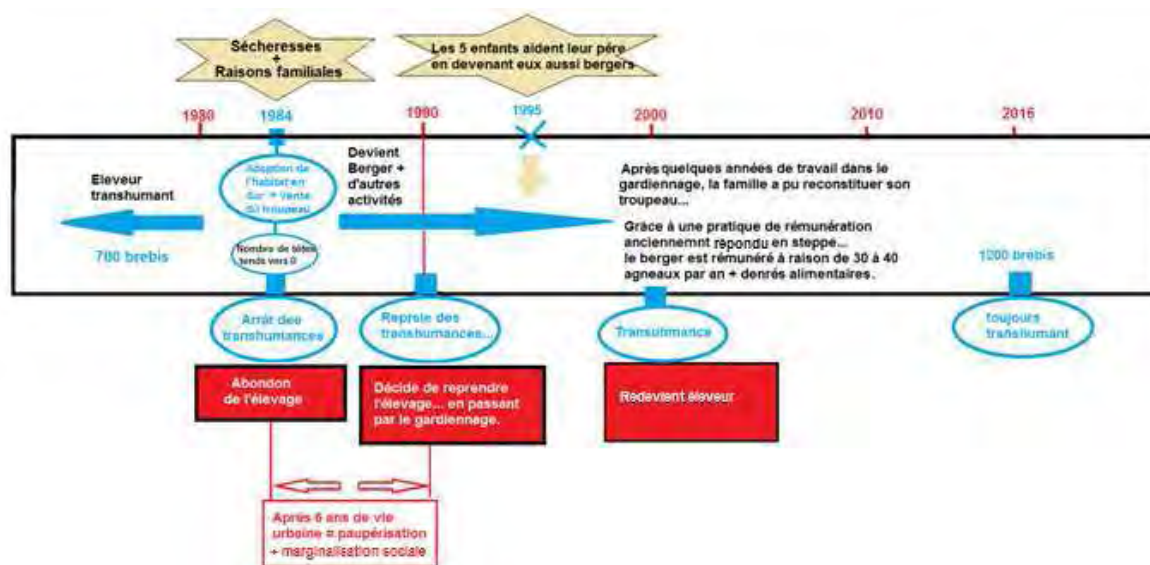 Sécheresses
+
Raisons familiales
Les 5 enfants aident leur pére
en devenant eux aussi bergers
1980
1984
1990
1995
2000
2010
2016
Eleveur
transhumant
700 brebis
Adoption de
l'habitat en
dur + Vente
du troupeau
Nombre de têtes
tends vers 0
Devient
Berger +
d'autres
activités
Après quelques années de travail dans le
gardiennage, la famille a pu reconstituer son
troupeau...
Grâce à une pratique de rémunération
anciennemnt répondu en steppe...
le berger est rémunéré à raison de 30 à 40
agneaux par an + denrés alimentaires.
1200 brebis
Arrêt des
transhumances
Reprsie des
transhumances...
Transuhmance
toujours
transhumant
Abondon
de l'élevage
Décide de reprendre
l'élevage... en passant
par le gardiennage.
Redevient éleveur
Après 6 ans de vie
urbaine = paupérisation
+ marginalisation sociale